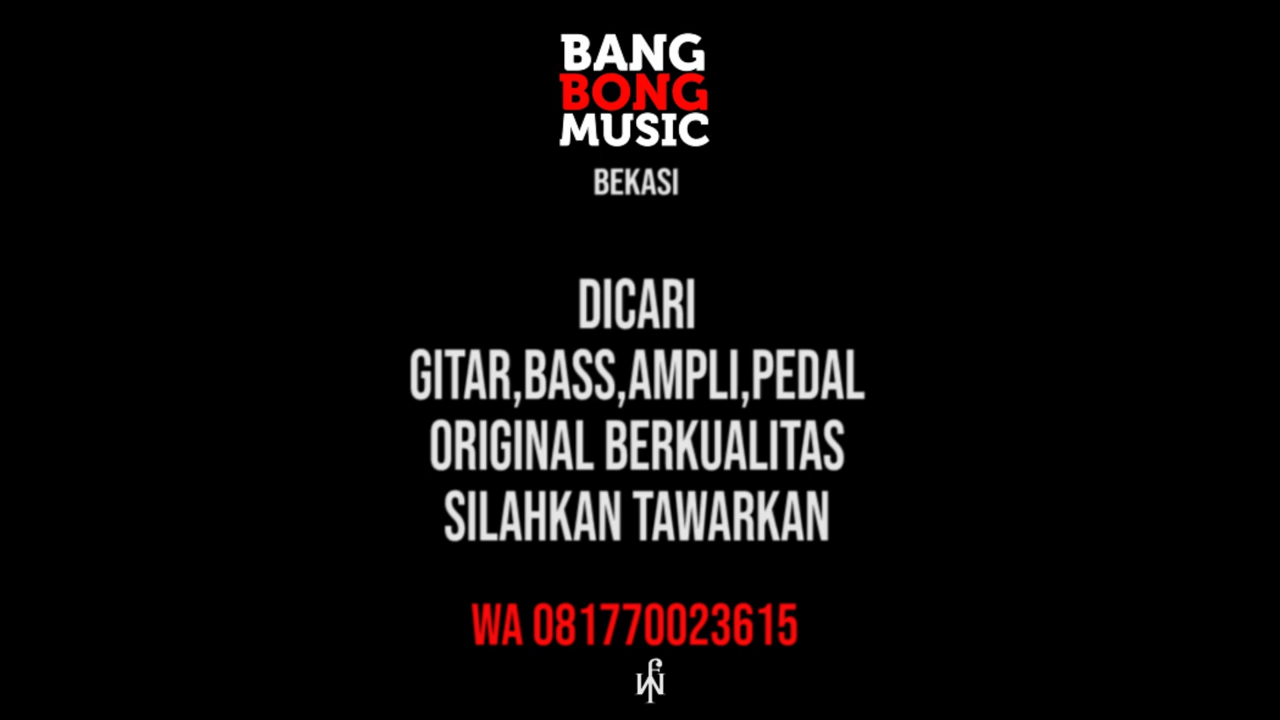 BANG
BONG
MUSIC
BEKASI
DICARI
GITAR,BASS,AMPLI,PEDAL
ORIGINAL BERKUALITAS
SILAHKAN TAWARKAN
WA 081770023615